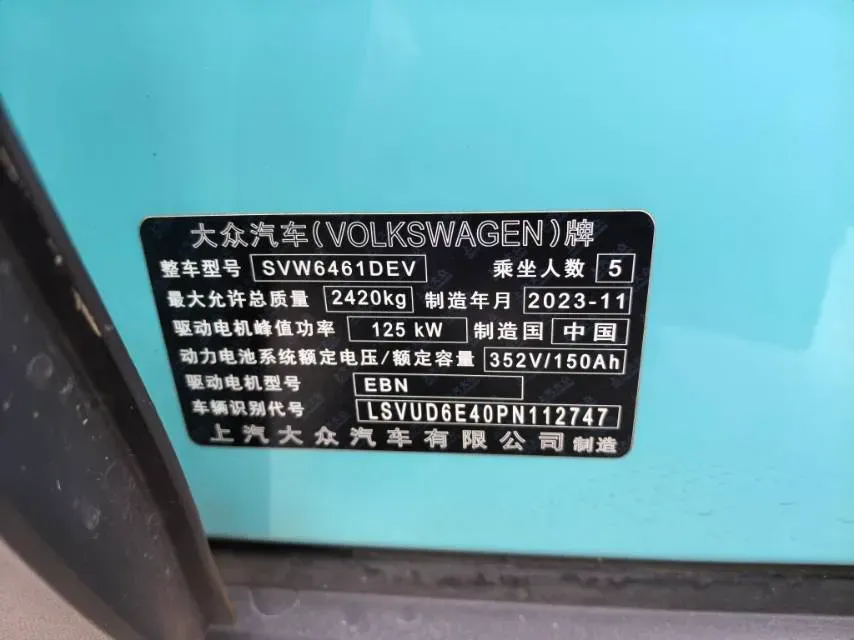 大众汽车(VOLKSWAGEN)牌
整车型号 SVW6461DEV 乘坐人数 5
最大允许总质量 2420kg 制造年月 2023-11
驱动电机峰值功率 125 kW 制造国 中国
动力电池系统额定电压/额定容量 352V/150Ah
驱动电机型号 EBN
车辆识别代号 LSVUD6E40PN112747
上汽大众汽车有限公司 制造